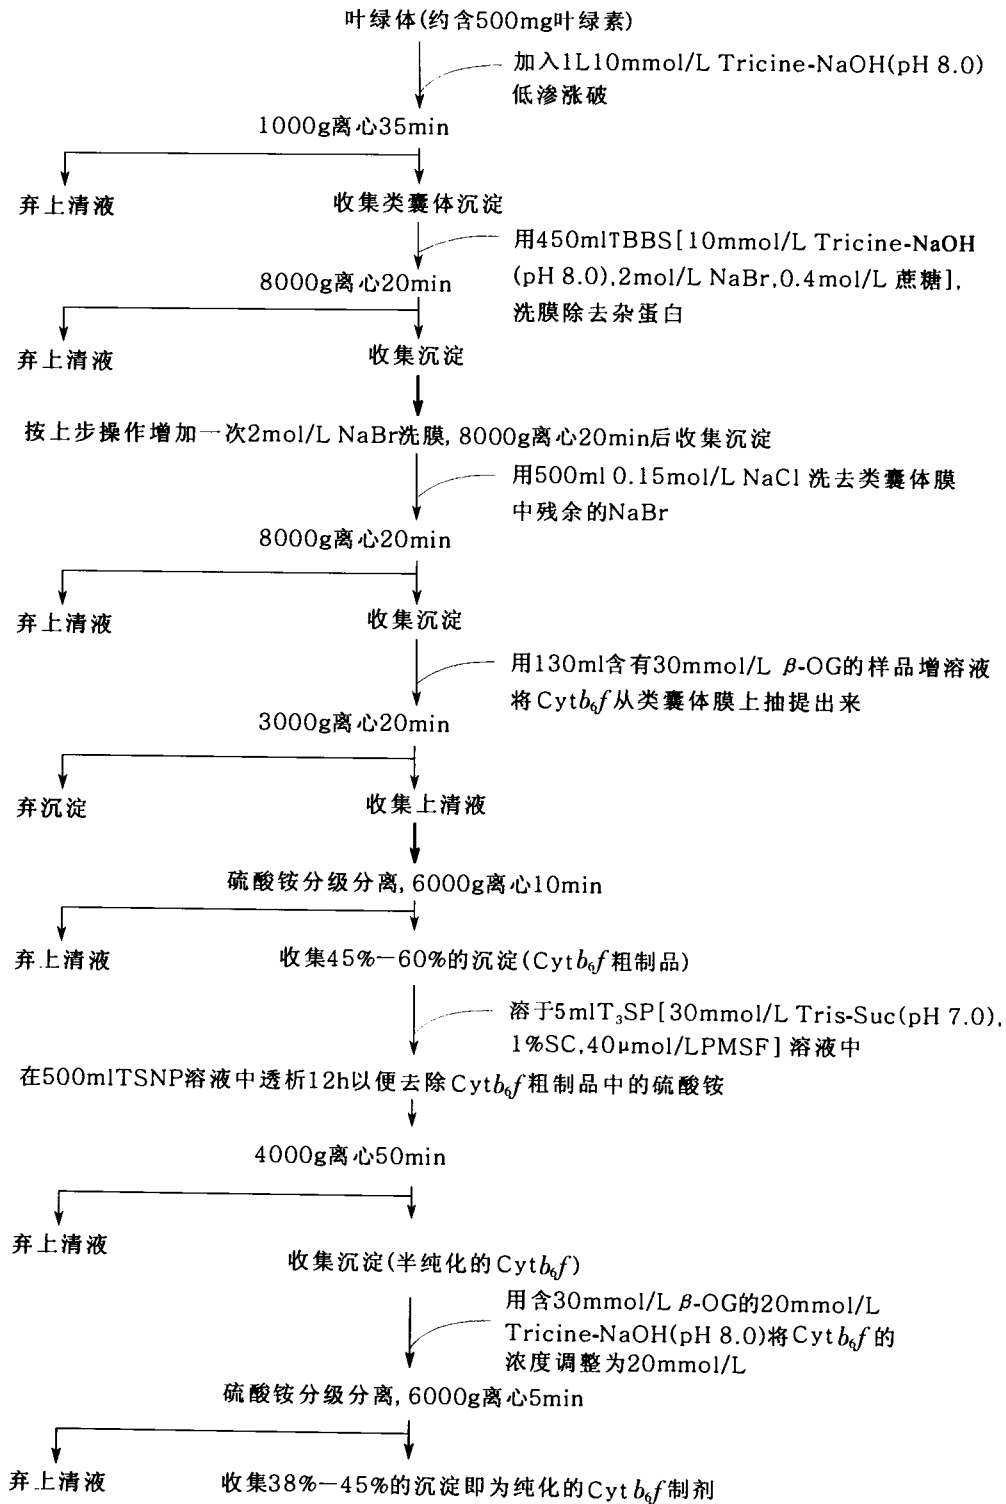 叶绿体(约含500mg叶绿素)
加入1L10mmol/L Tricine-NaOH(pH 8.0)
低渗涨破
1000g离心35min
弃上清液
收集类囊体沉淀
用450mlTBBS[10mmol/L Tricine-NaOH
(pH 8.0),2mol/L NaBr,0.4mol/L 蔗糖],
洗膜除去杂蛋白
8000g离心20min
弃上清液
收集沉淀
按上步操作增加一次2mol/L NaBr洗膜,8000g离心20min后收集沉淀
用500ml 0.15mol/L NaCl 洗去类囊体膜
中残余的NaBr
8000g离心20min
弃上清液
收集沉淀
用130ml含有30mmol/L β-OG的样品增溶液
将Cytb₆f从类囊体膜上抽提出来
3000g离心20min
弃沉淀
收集上清液
硫酸铵分级分离,6000g离心10min
弃上清液
收集45%—60%的沉淀(Cytb₆f粗制品)
溶于5mlT₃SP[30mmol/L Tris-Suc(pH 7.0),
1%SC,40μmol/LPMSF]溶液中
在500mlTSNP溶液中透析12h以便去除Cytb₆f粗制品中的硫酸铵
4000g离心50min
弃上清液
收集沉淀(半纯化的Cytb₆f)
用含30mmol/L β-OG的20mmol/L
Tricine-NaOH(pH 8.0)将Cytb₆f的
浓度调整为20mmol/L
硫酸铵分级分离,6000g离心5min
弃上清液
收集38%—45%的沉淀即为纯化的Cytb₆f制剂